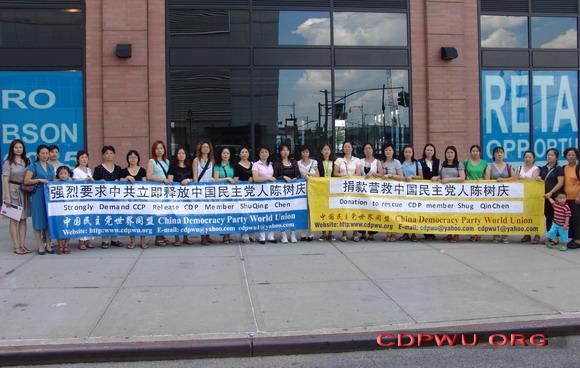 RO
BSON
RETA
OPPORTU
强烈要求中共立即释放中国民主党人陈树庆
Strongly Demand CCP Release CDP Member ShuQing Chen
中国民主党世界同盟 China Democracy Party World Union
Website: http:www.cdpwu.org E-mail: cdpwu@yahoo.com cdpwu1@yahoo.com
捐款营救中国民主党人陈树庆
Donation to rescue CDP member Shug QinChen
中国民主党世界同盟 China Democracy Party World Union
Website: http:www.cdpwu.org E-mail: cdpwu@yahoo.com cdpwu1@yahoo.com
CDPWU.ORG